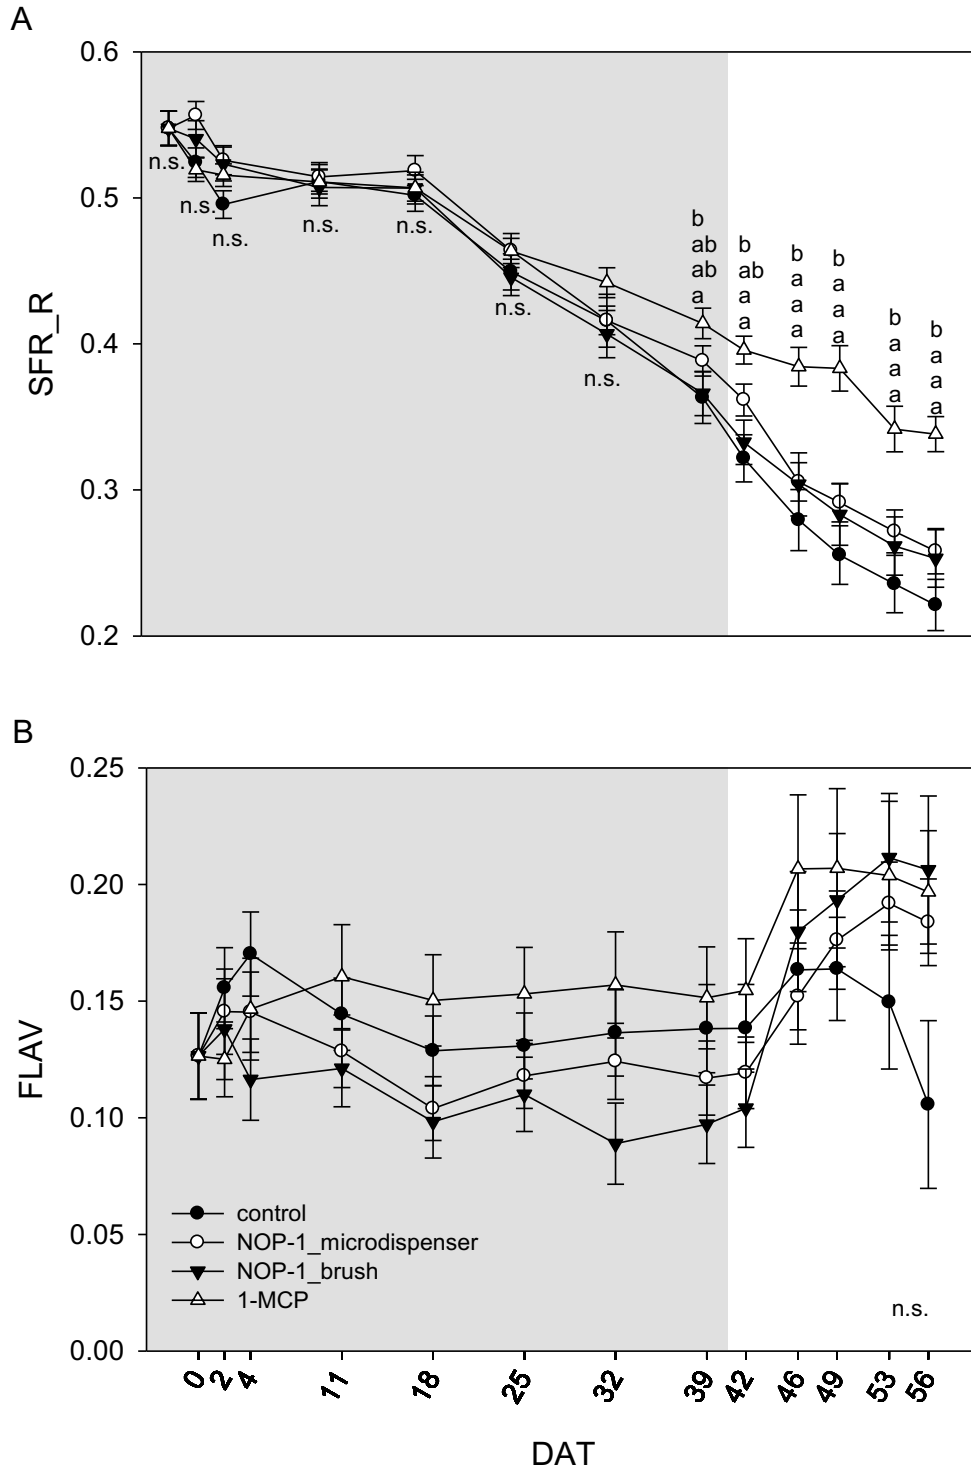 A
0.6
0.5
0.4
0.3
0.2
SFR_R
n.s.
n.s.
n.s.
n.s.
n.s.
n.s.
n.s.
b
ab
ab
a
b
ab
a
a
b
a
a
a
b
a
a
a
b
a
a
a
b
a
a
a
B
0.25
0.20
0.15
0.10
0.05
0.00
FLAV
control
NOP-1_microdispenser
NOP-1_brush
1-MCP
n.s.
0 2 4 11 18 25 32 39 42 46 49 53 56
DAT